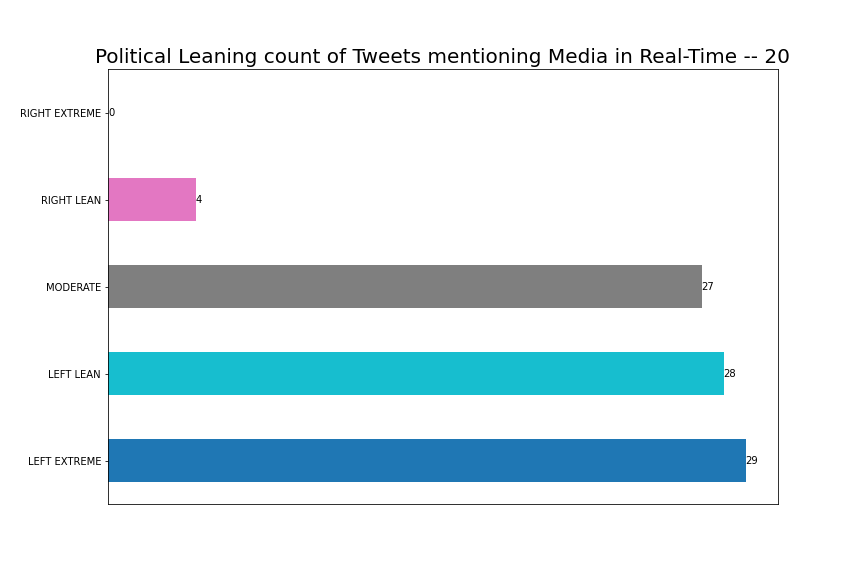 Political Leaning count of Tweets mentioning Media in Real-Time -- 20
RIGHT EXTREME 0
RIGHT LEAN 4
MODERATE 27
LEFT LEAN 28
LEFT EXTREME 29